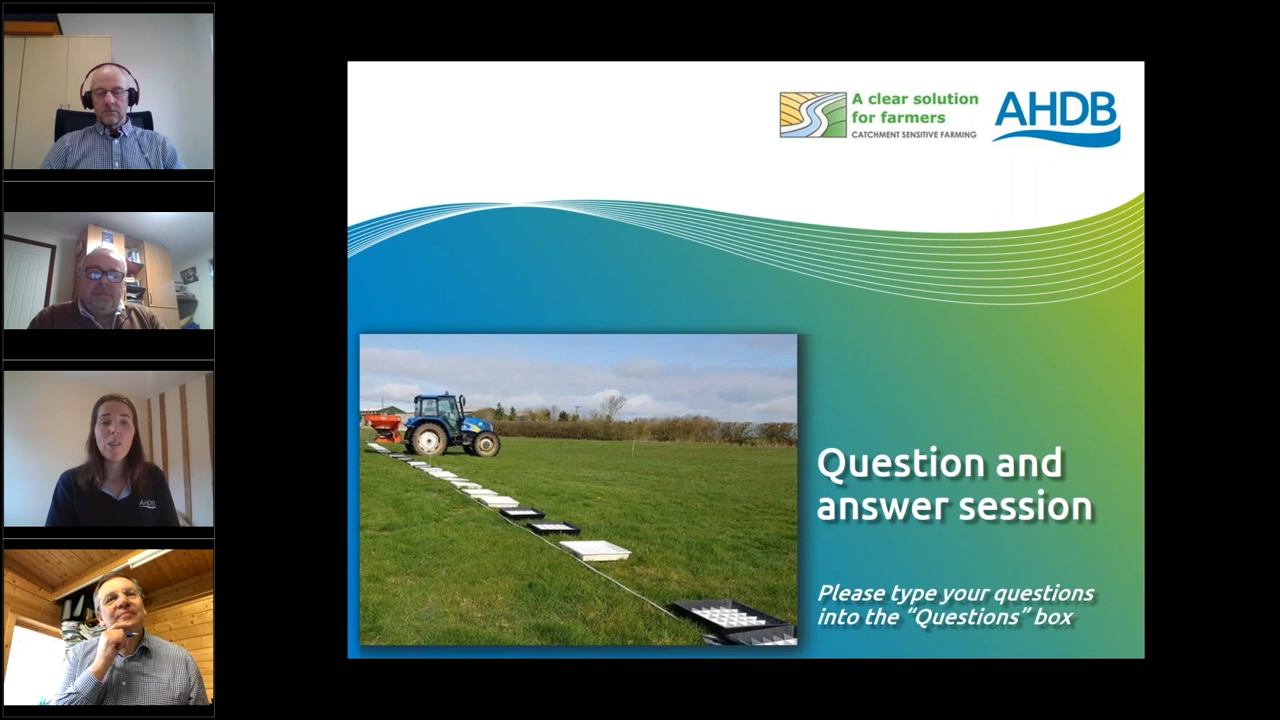 A clear solution
for farmers
CATCHMENT SENSITIVE FARMING
AHDB
AHDB
Question and
answer session
Please type your questions
into the “Questions” box